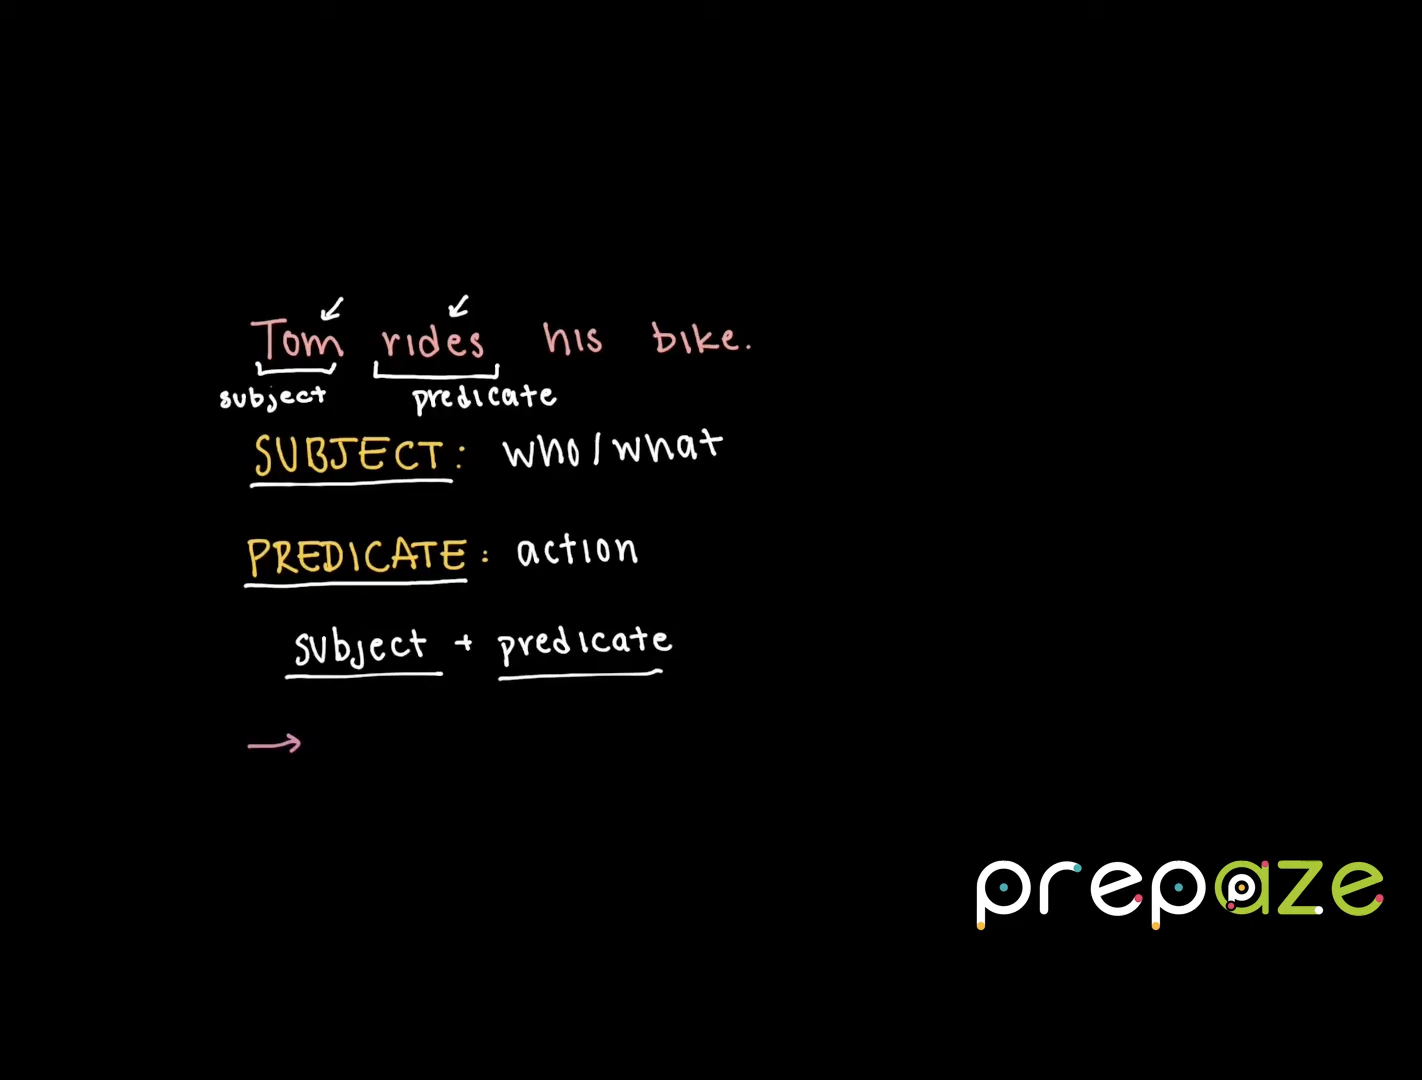 Tom rides his bike.
subject predicate
SUBJECT: who/what
PREDICATE: action
subject + predicate
prepaze